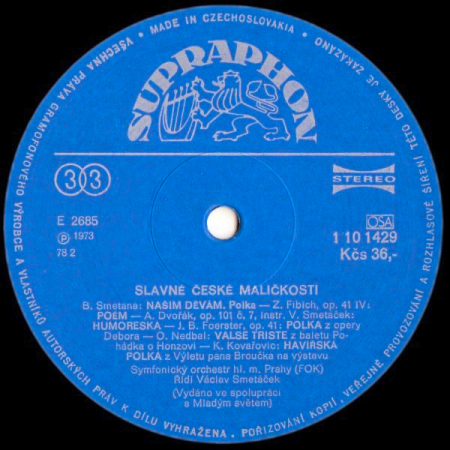 MADE IN CZECHOSLOVAKIA
VŠECHNA PRÁVA GRAMOFONOVÉHO VÝROBCE A VLASTNÍKŮ AUTORSKÝCH PRÁV K DÍLU VYHRAŽENA. POŘIZOVÁNÍ KOPIÍ, VEŘEJNÉ PROVOZOVÁNÍ A ROZHLASOVÉ ŠÍŘENÍ TÉTO DESKY JE ZAKÁZÁNO
SUPRAPHON
33
STEREO
E 2685
OSA
Ⓟ 1973
1 10 1429
78 2
Kčs 36,-
SLAVNÉ ČESKÉ MALIČKOSTI
B. Smetana: NAŠIM DĚVÁM. Polka — Z. Fibich, op. 41 IV:
POEM — A. Dvořák, op. 101 č. 7, instr. V. Smetáček:
HUMORESKA — J. B. Foerster, op. 41: POLKA z opery
Debora — O. Nedbal: VALSE TRISTE z baletu Po-
hádka o Honzovi — K. Kovařovic: HAVÍŘSKÁ
POLKA z Výletu pana Broučka na výstavu
Symfonický orchestr hl. m. Prahy (FOK)
Řídí Václav Smetáček
(Vydáno ve spolupráci
s Mladým světem)